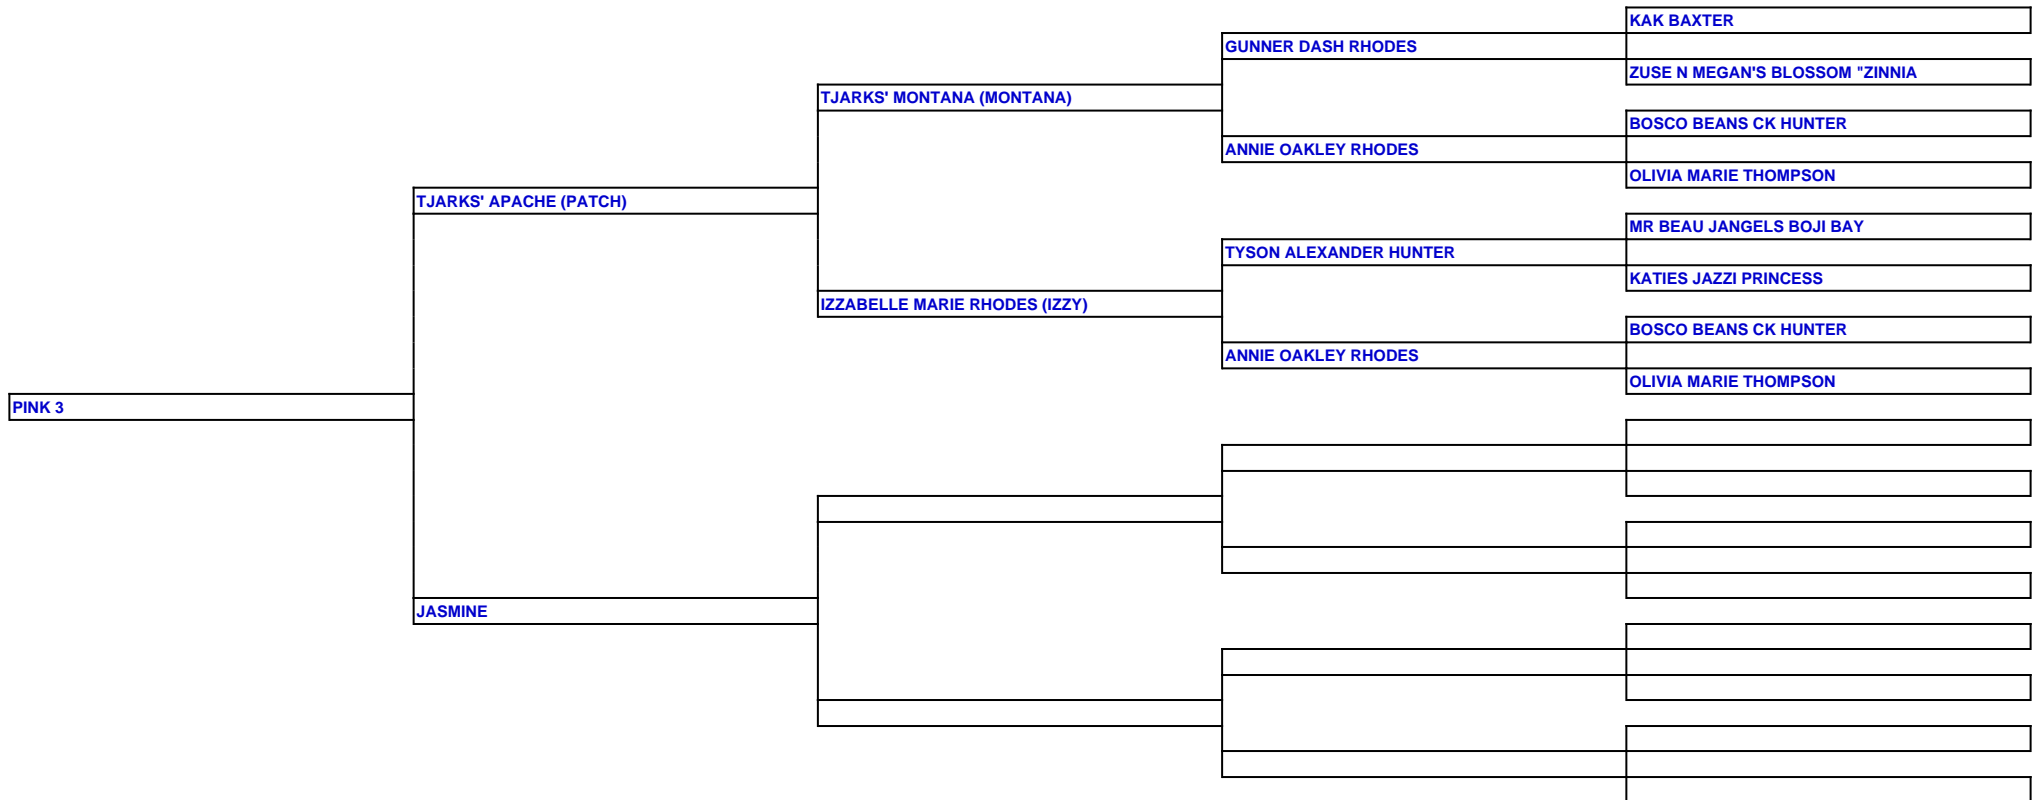 KAK BAXTER
GUNNER DASH RHODES
ZUSE N MEGAN'S BLOSSOM "ZINNIA
TJARKS' MONTANA (MONTANA)
BOSCO BEANS CK HUNTER
ANNIE OAKLEY RHODES
OLIVIA MARIE THOMPSON
TJARKS' APACHE (PATCH)
MR BEAU JANGELS BOJI BAY
TYSON ALEXANDER HUNTER
KATIES JAZZI PRINCESS
IZZABELLE MARIE RHODES (IZZY)
BOSCO BEANS CK HUNTER
ANNIE OAKLEY RHODES
OLIVIA MARIE THOMPSON
PINK 3
JASMINE